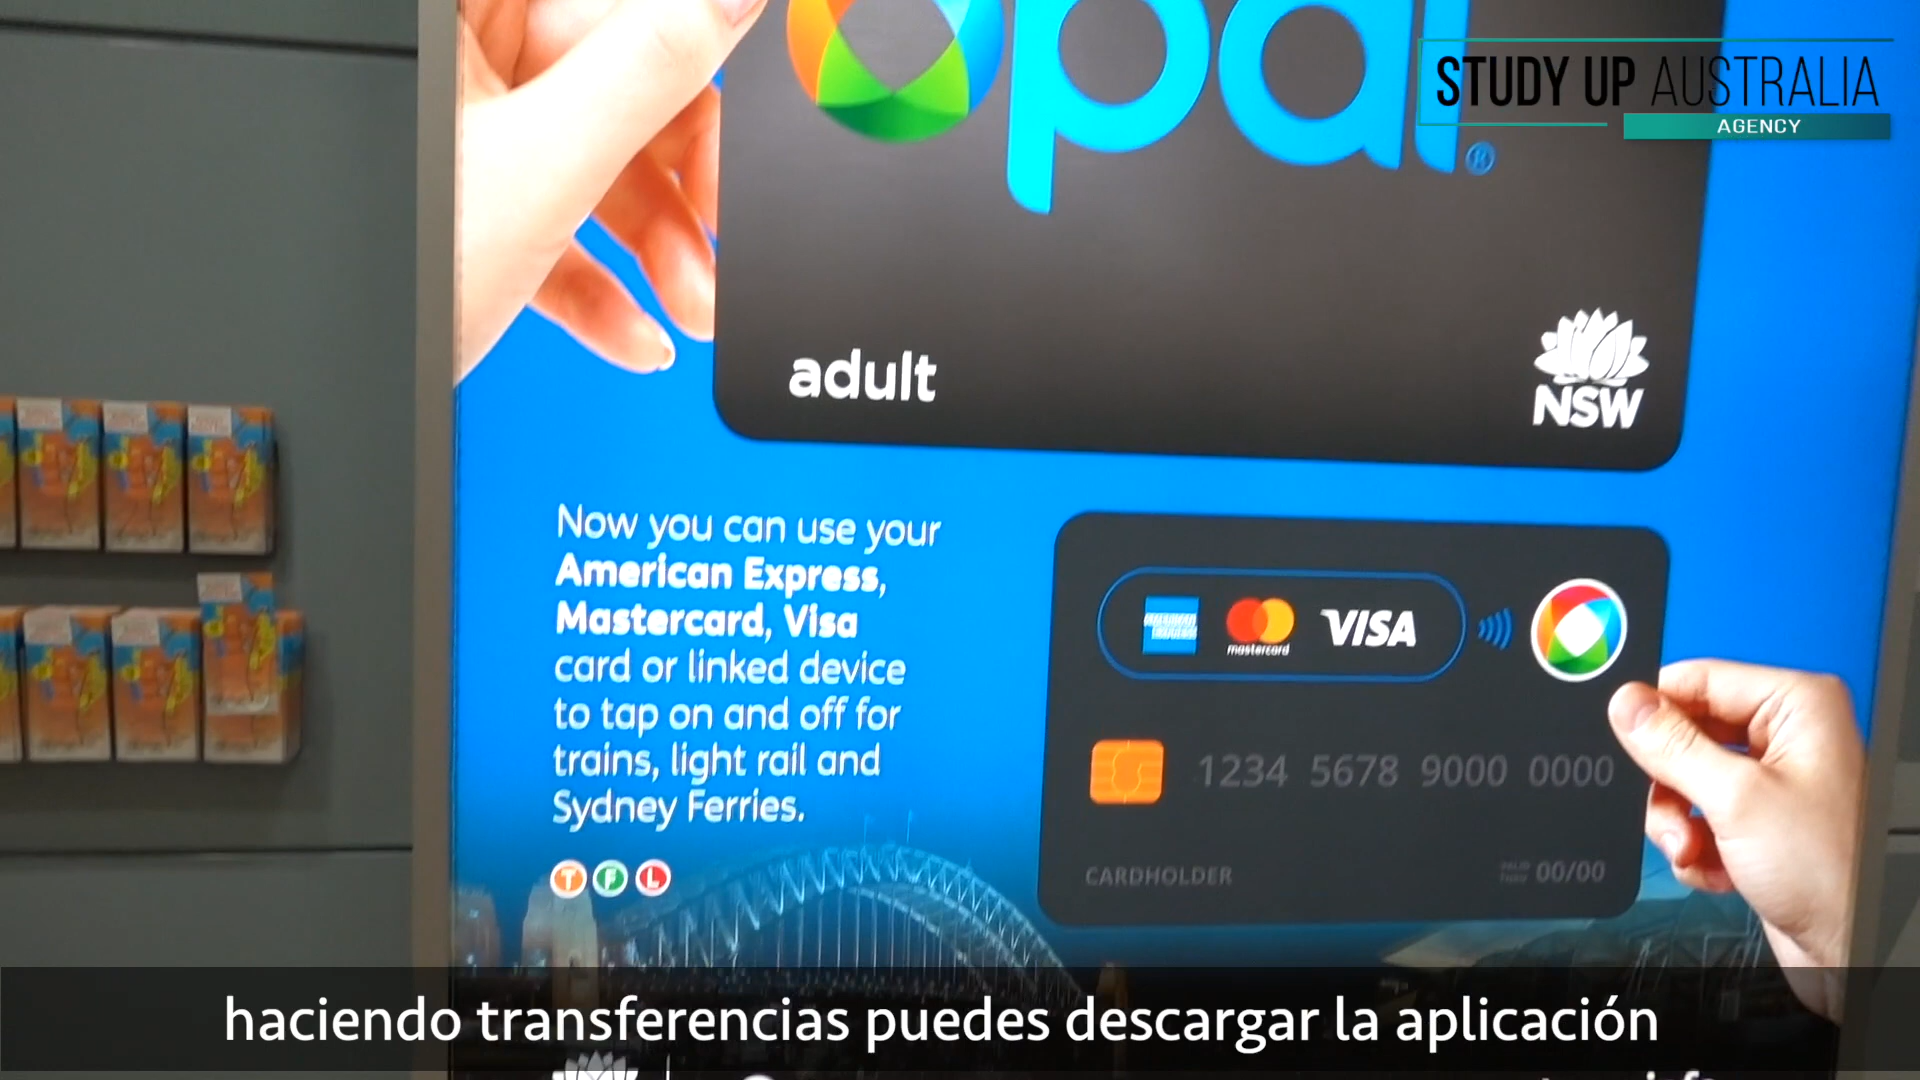 opal®
STUDY UP AUSTRALIA
AGENCY
adult
NSW
Now you can use your
American Express,
Mastercard, Visa
card or linked device
to tap on and off for
trains, light rail and
Sydney Ferries.
T F L
mastercard
VISA
1234 5678 9000 0000
CARDHOLDER
00/00
haciendo transferencias puedes descargar la aplicación